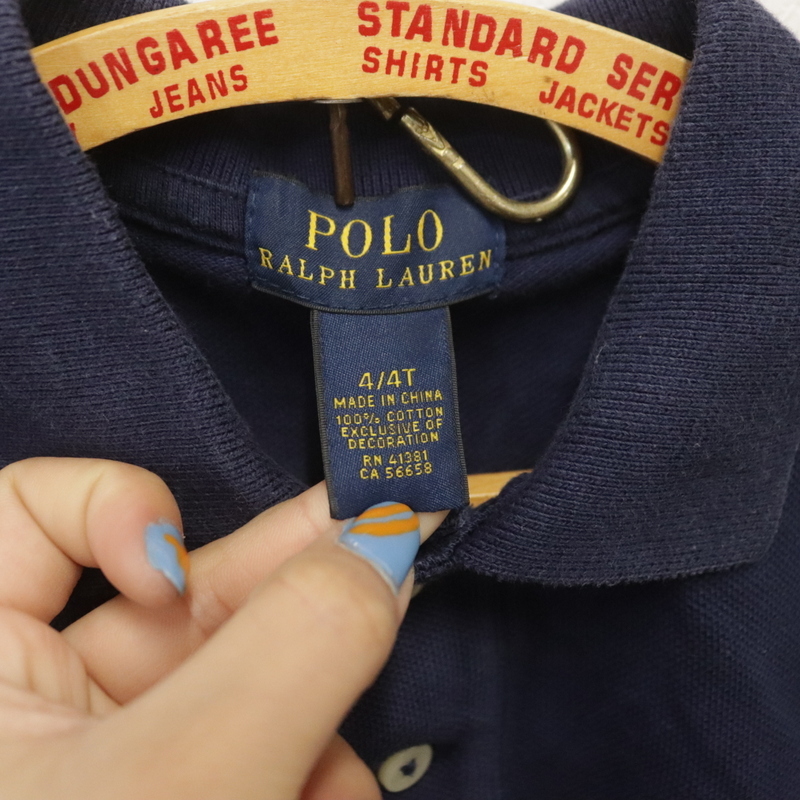 DUNGAREE
JEANS
STANDARD SER
SHIRTS
JACKETS
POLO
RALPH LAUREN
4/4T
MADE IN CHINA
100% COTTON
EXCLUSIVE OF
DECORATION
RN 41381
CA 56658